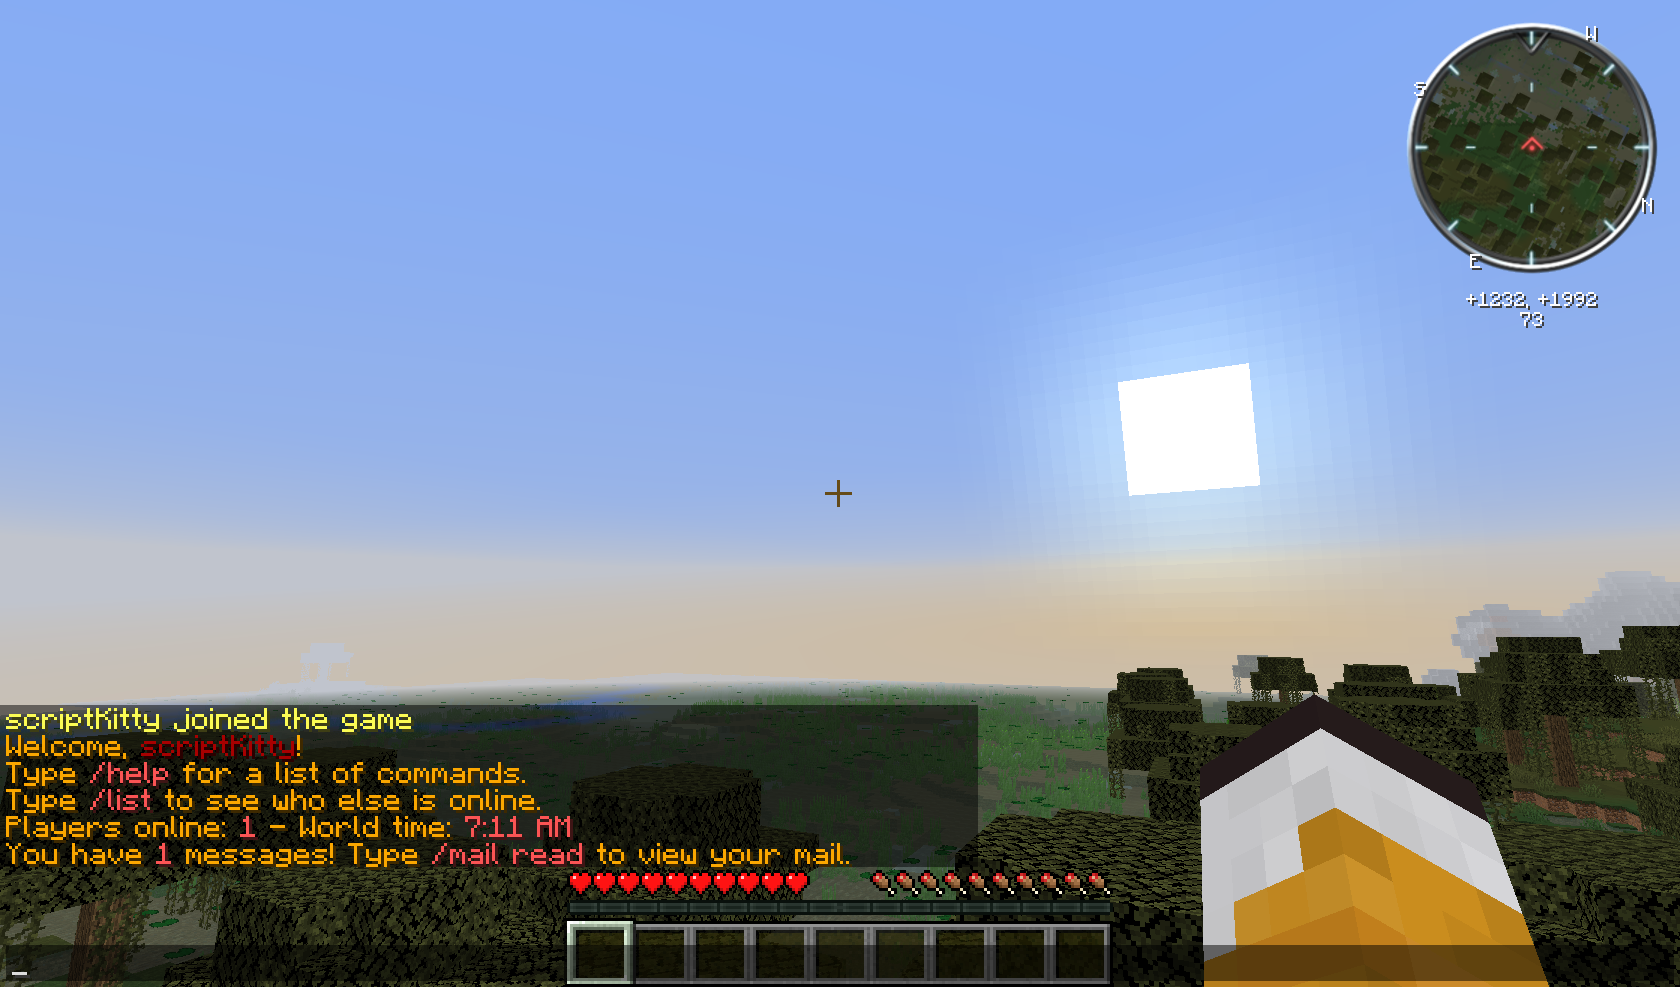 W
S
N
E
+1232, +1992
73
scriptKitty joined the game
Welcome, scriptKitty!
Type /help for a list of commands.
Type /list to see who else is online.
Players online: 1 - World time: 7:11 AM
You have 1 messages! Type /mail read to view your mail.
_